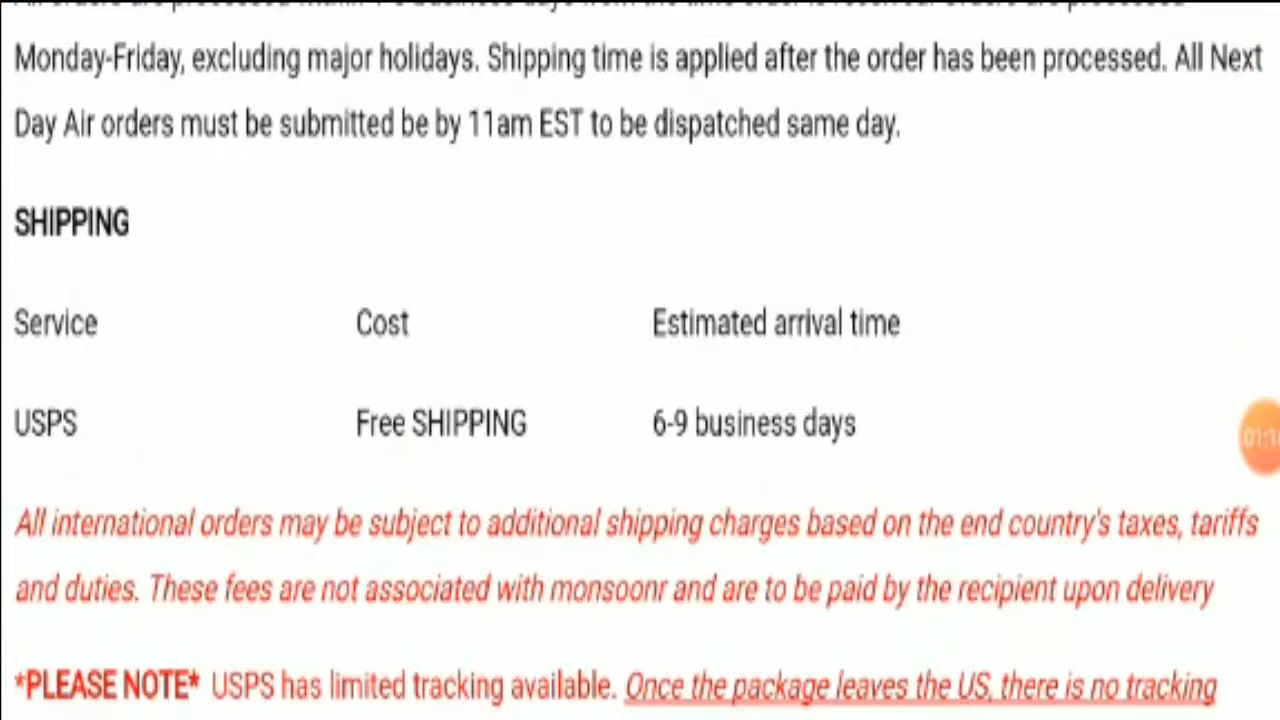 Monday-Friday, excluding major holidays. Shipping time is applied after the order has been processed. All Next
Day Air orders must be submitted be by 11am EST to be dispatched same day.
SHIPPING
Service Cost Estimated arrival time
USPS Free SHIPPING 6-9 business days
All international orders may be subject to additional shipping charges based on the end country's taxes, tariffs
and duties. These fees are not associated with monsoonr and are to be paid by the recipient upon delivery
*PLEASE NOTE* USPS has limited tracking available. Once the package leaves the US, there is no tracking